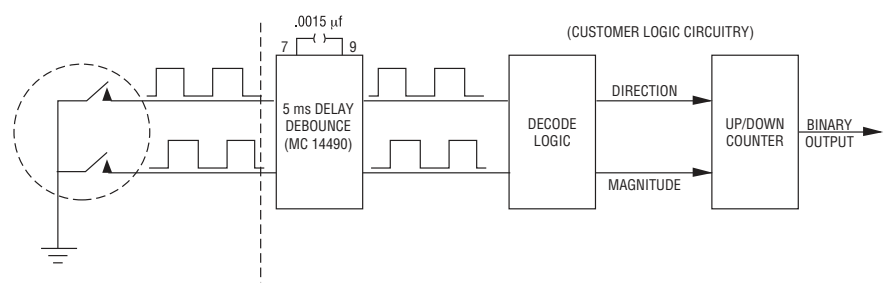 .0015 µf
7 9
(CUSTOMER LOGIC CIRCUITRY)
5 ms DELAY
DEBOUNCE
(MC 14490)
DECODE
LOGIC
DIRECTION
MAGNITUDE
UP/DOWN
COUNTER
BINARY
OUTPUT